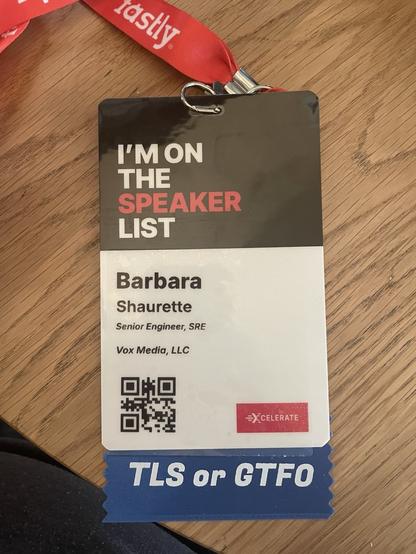 fastly
I'M ON
THE
SPEAKER
LIST
Barbara
Shaurette
Senior Engineer, SRE
Vox Media, LLC
XCELERATE
TLS or GTFO